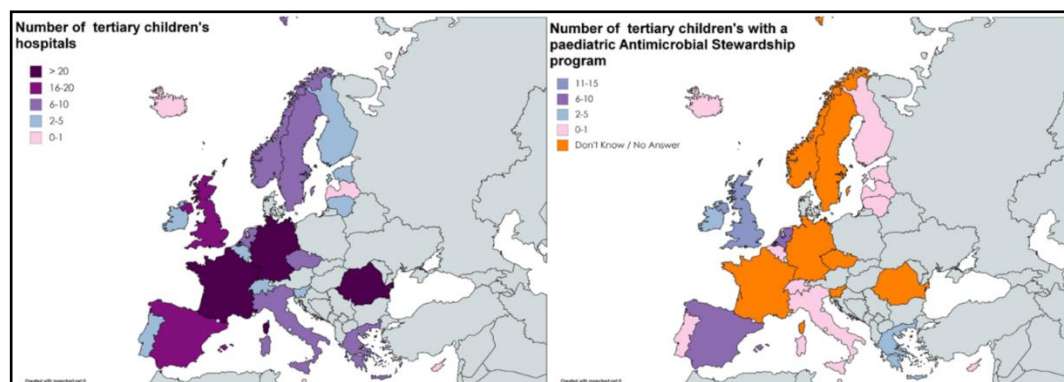 Number of tertiary children's
hospitals
> 20
16-20
6-10
2-5
0-1
Number of tertiary children's with a
paediatric Antimicrobial Stewardship
program
11-15
6-10
2-5
0-1
Don't Know / No Answer